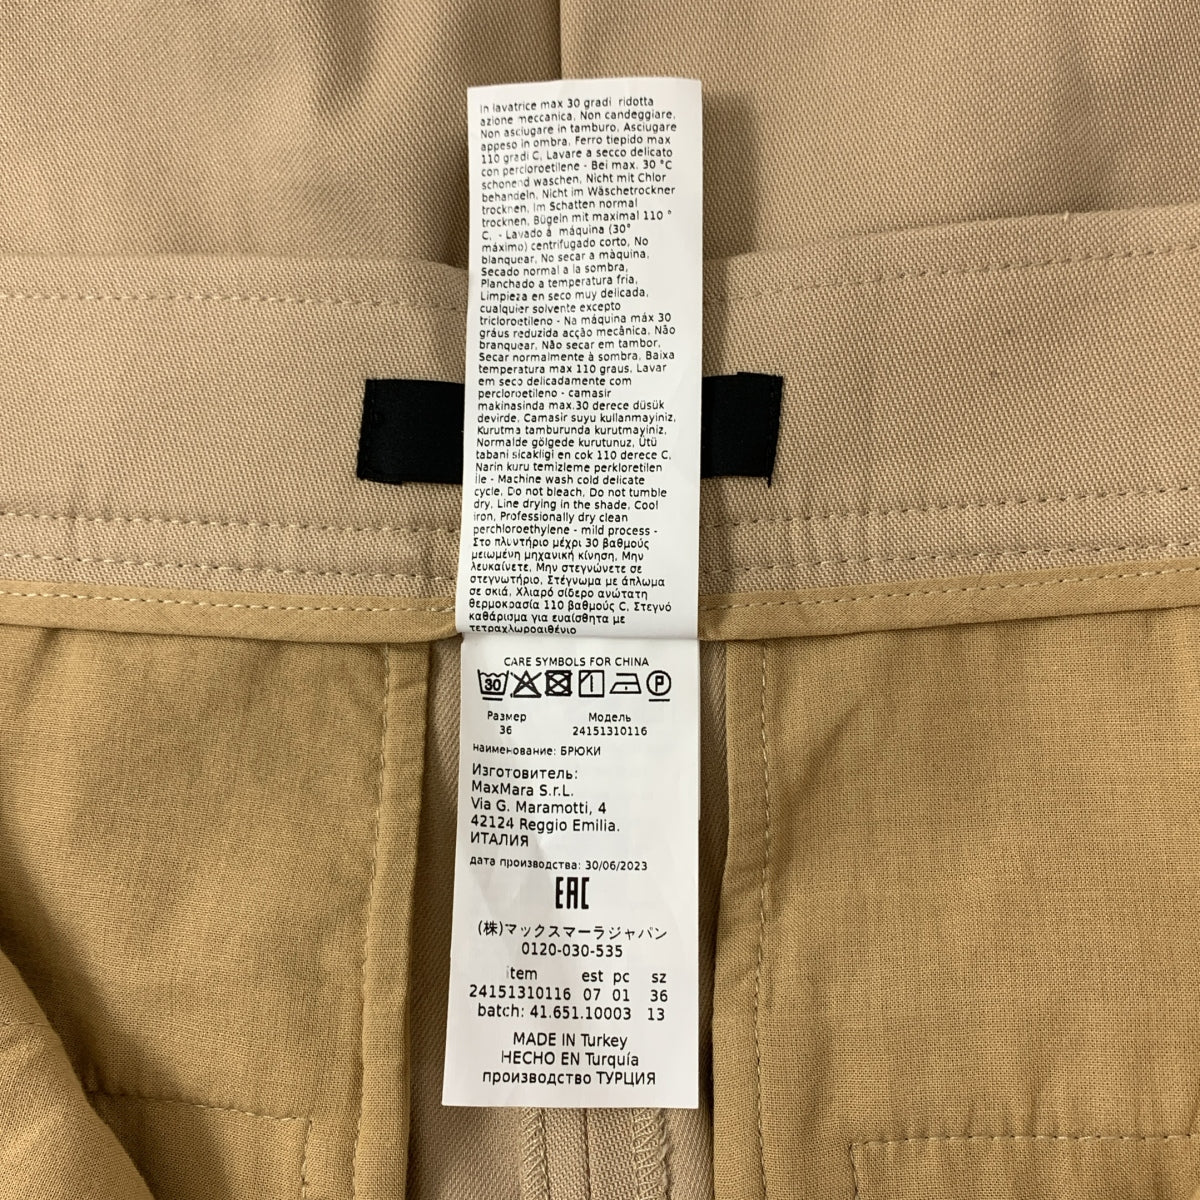 In lavatrice max 30 gradi ridotta
azione meccanica, Non candeggiare,
Non asciugare in tamburo, Asciugare
appeso in ombra, Ferro tiepido max
110 gradi C, Lavare a secco delicato
con percloroetilene - Bei max. 30 °C
schonend waschen, Nicht mit Chlor
behandeln, Nicht im Wäschetrockner
trocknen, Im Schatten normal
trocknen, Bügeln mit maximal 110 °
C, - Lavado á máquina (30°
máximo) centrifugado corto, No
blanquear, No secar a màquina,
Secado normal a la sombra,
Planchado a temperatura fria,
Limpieza en seco muy delicada,
cualquier solvente excepto
tricloroetileno - Na máquina máx 30
gráus reduzida acção mecânica, Não
branquear, Não secar em tambor,
Secar normalmente à sombra, Baixa
temperatura max 110 graus, Lavar
em seco delicadamente com
percloroetileno - camasir
makinasinda max.30 derece düsük
devirde, Camasir suyu kullanmayiniz,
Kurutma tamburunda kurutmayiniz,
Normalde gölgede kurutunuz, Ütü
tabani sicakligi en cok 110 derece C,
Narin kuru temizleme perkloretilen
İle - Machine wash cold delicate
cycle, Do not bleach, Do not tumble
dry, Line drying in the shade, Cool
iron, Professionally dry clean
perchloroethylene - mild process -
Στο πλυντήριο μέχρι 30 βαθμούς
μειωμένη μηχανική κίνηση, Μην
λευκαίνετε, Μην στεγνώνετε σε
στεγνωτήριο, Στέγνωμα με άπλωμα
σε σκιά, Χλιαρό σίδερο ανώτατη
θερμοκρασία 110 βαθμούς C, Στεγνό
καθάρισμα για ευαίσθητα με
τετραχλωροαιθένιο
CARE SYMBOLS FOR CHINA
30 P
Размер Модель
36 24151310116
наименование: БРЮКИ
Изготовитель:
MaxMara S.r.L.
Via G. Maramotti, 4
42124 Reggio Emilia.
ИТАЛИЯ
дата производства: 30/06/2023
EAC
(株)マックスマーラジャパン
0120-030-535
item est pc sz
24151310116 07 01 36
batch: 41.651.10003 13
MADE IN Turkey
HECHO EN Turquía
производство ТУРЦИЯ